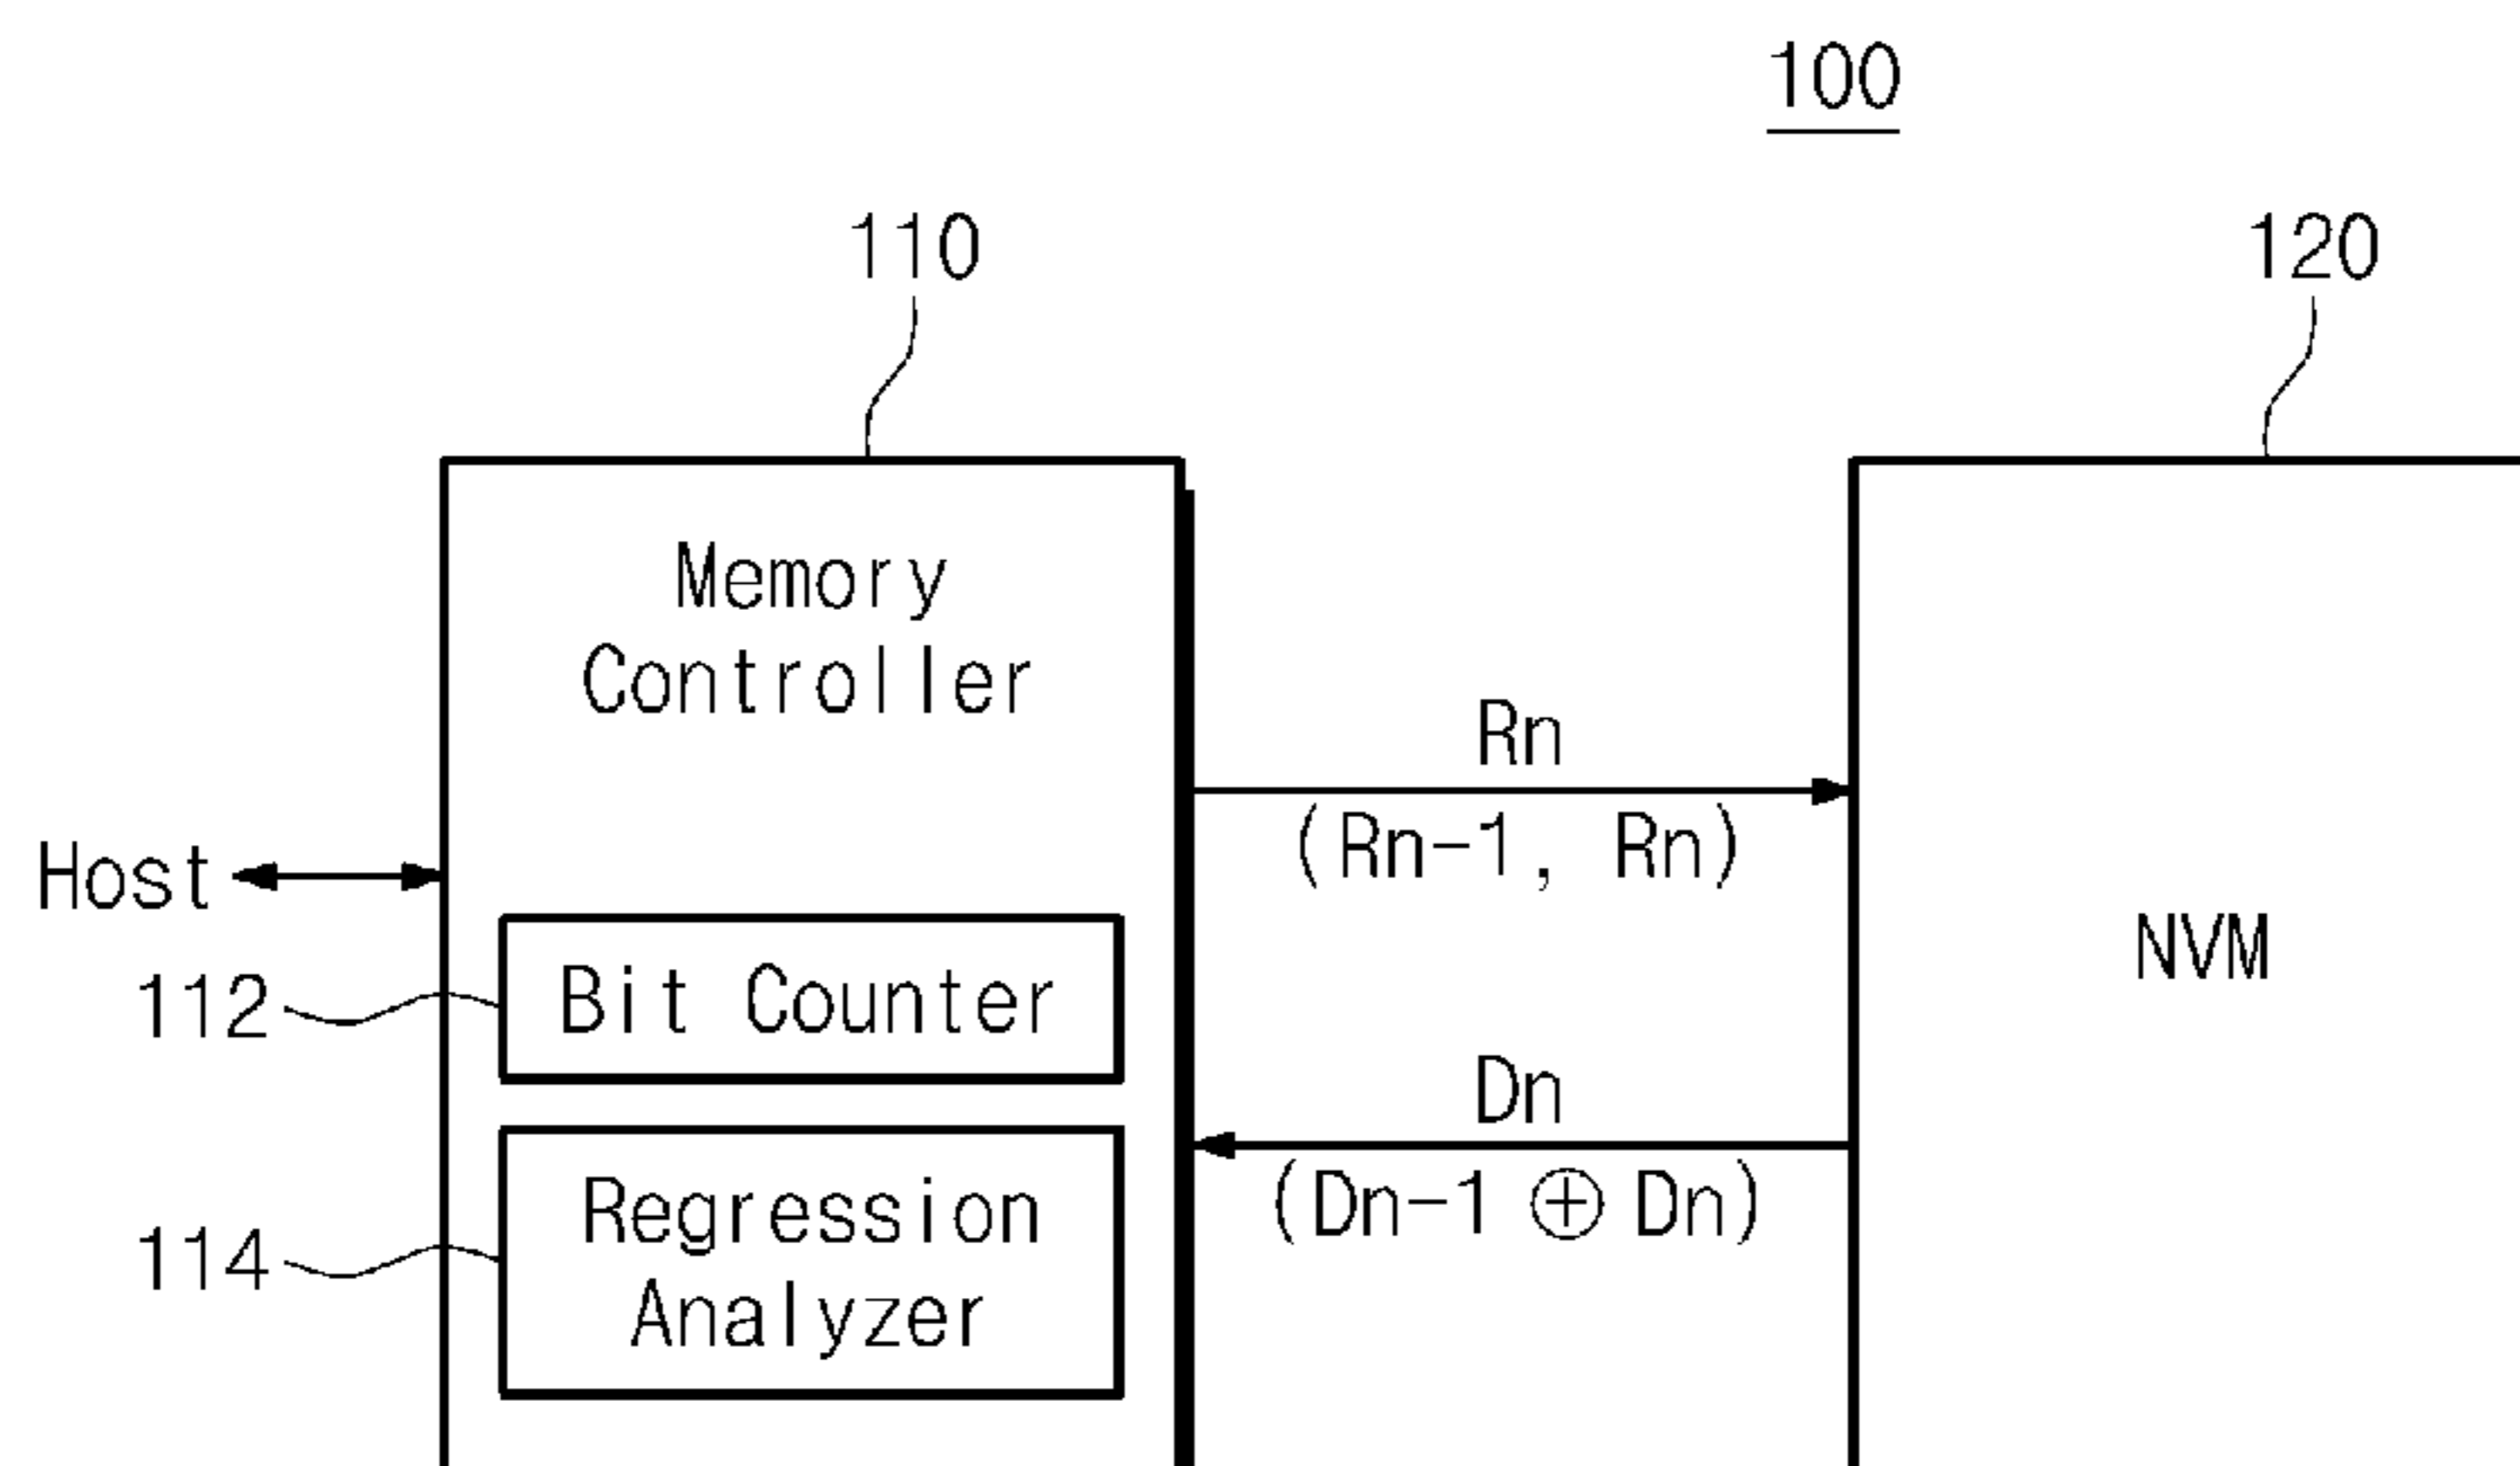 100
110
120
Memory
Controller
Rn
(Rn-1, Rn)
Host
NVM
112
Bit Counter
Dn
(Dn-1 ⊕ Dn)
114
Regression
Analyzer